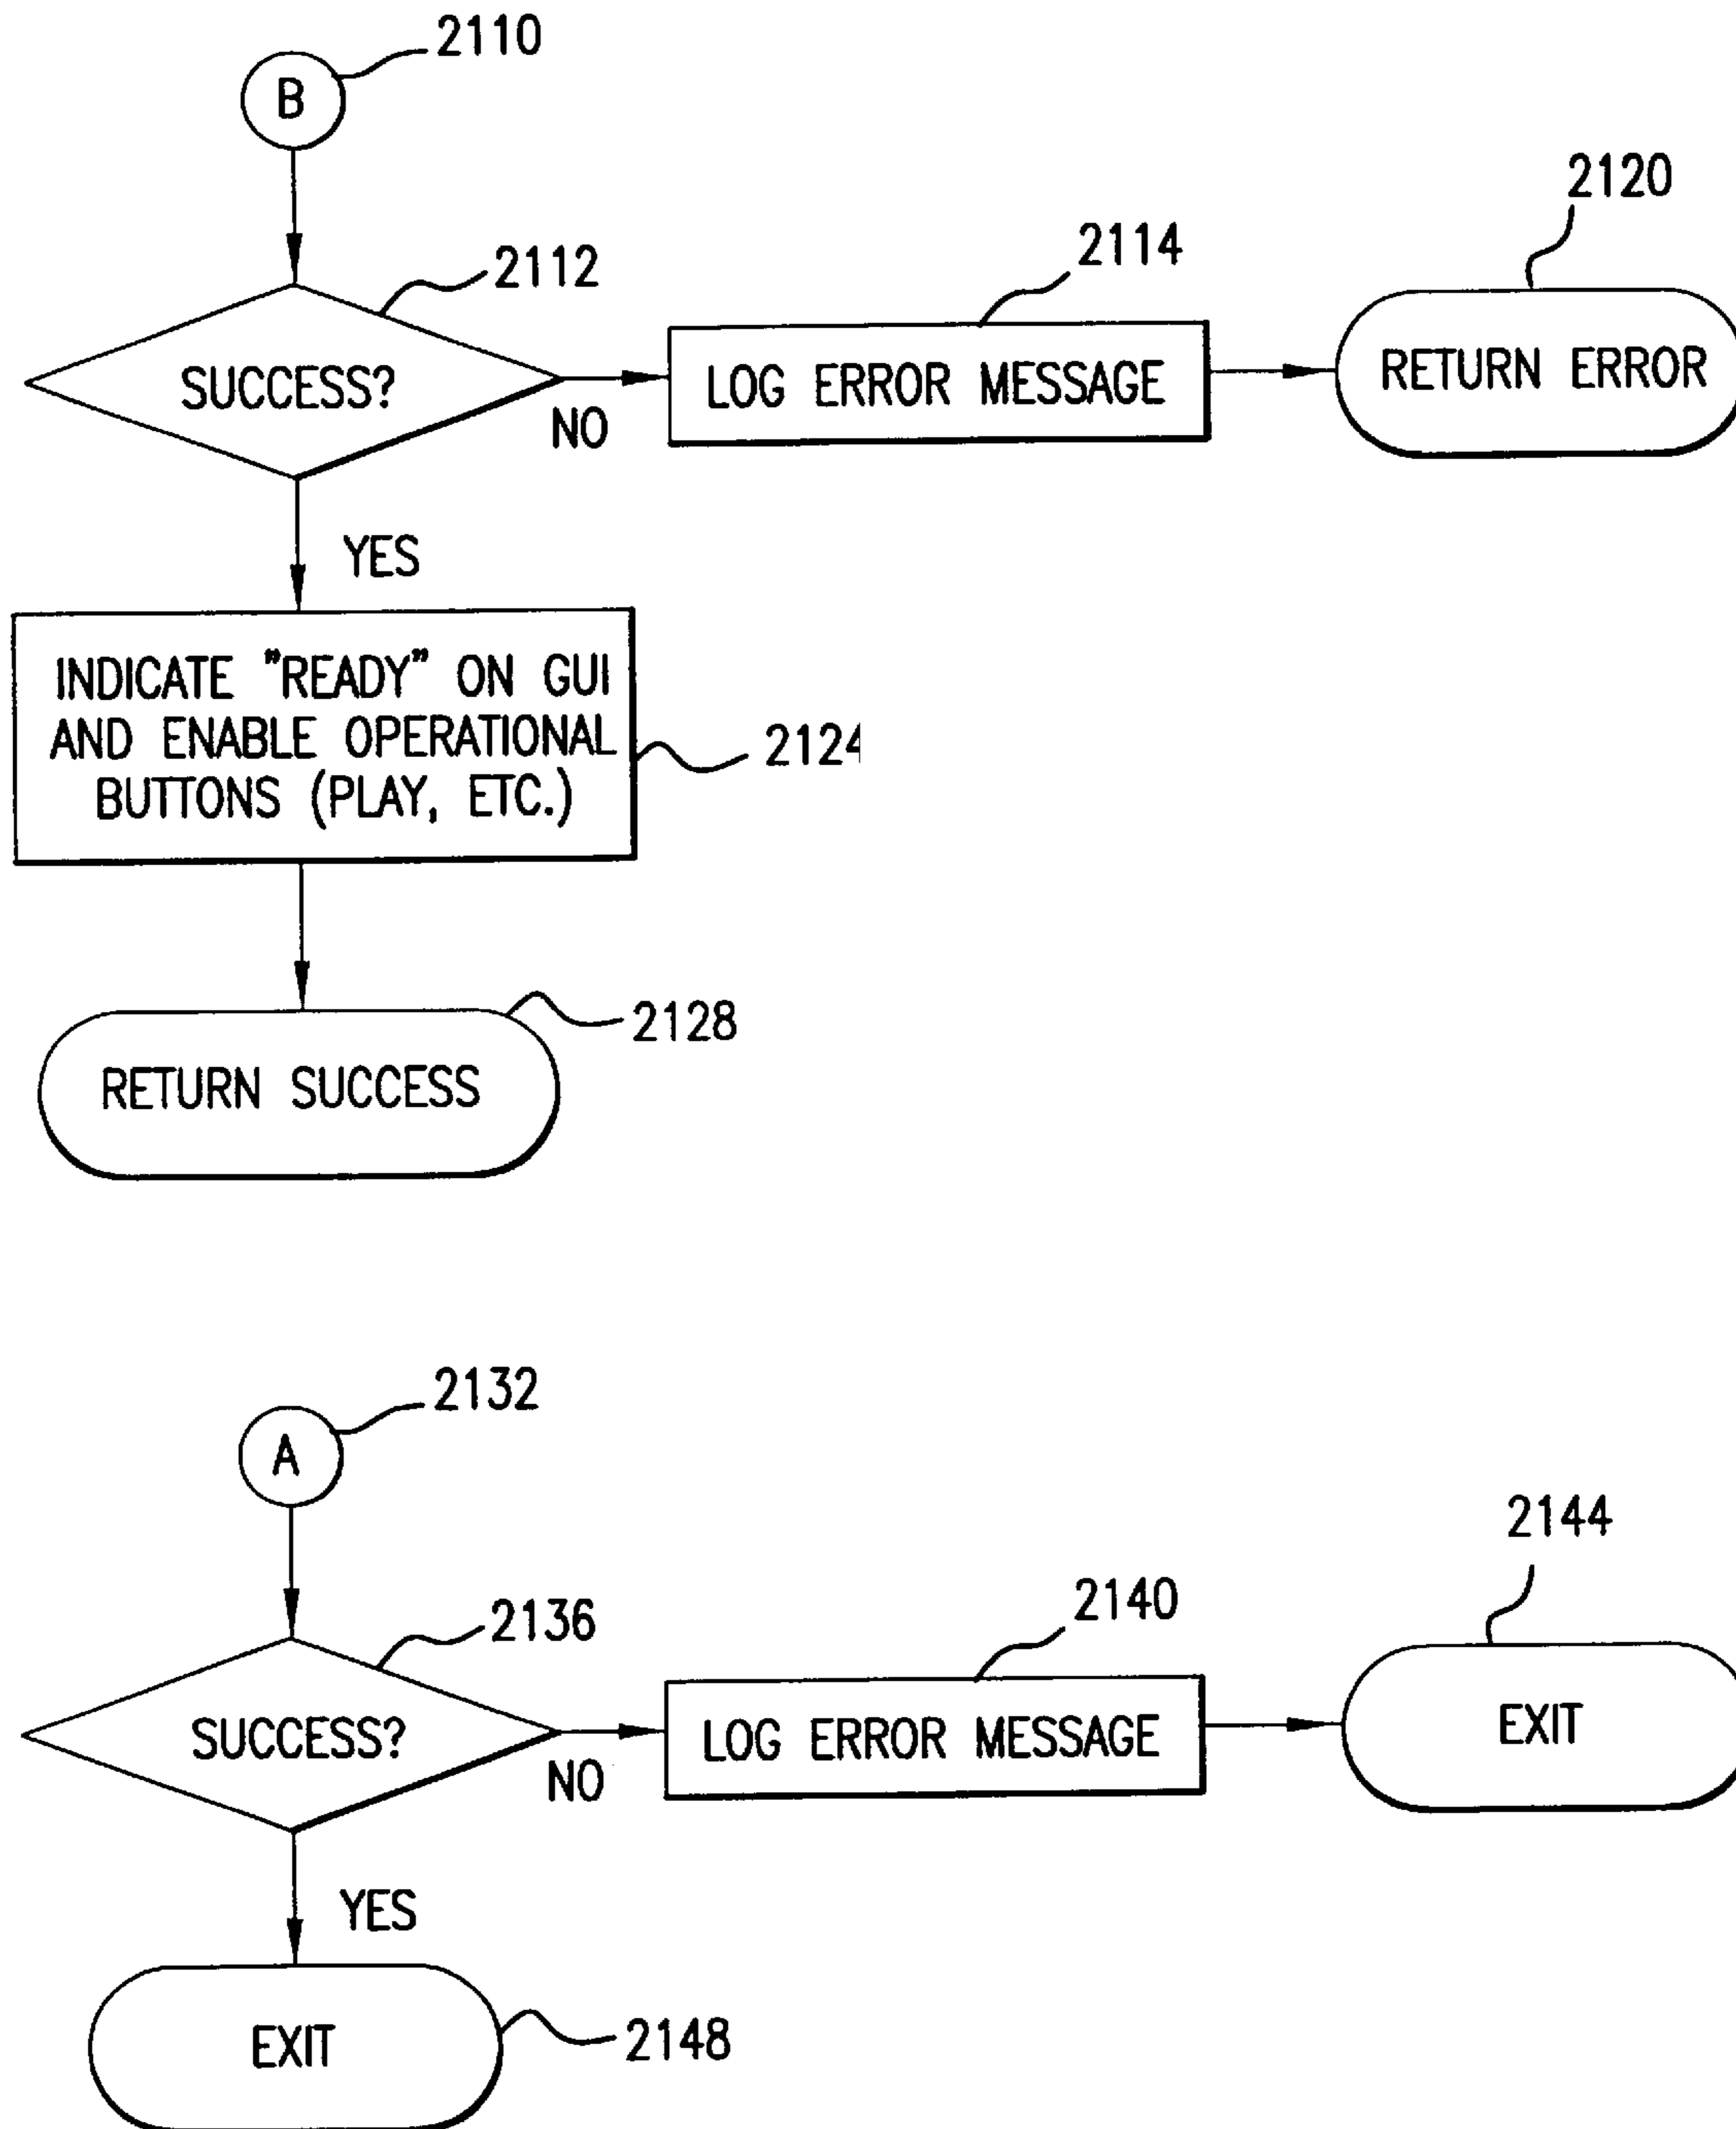 2110
B
2120
2112
2114
SUCCESS?
NO
LOG ERROR MESSAGE
RETURN ERROR
YES
INDICATE "READY" ON GUI
AND ENABLE OPERATIONAL
BUTTONS (PLAY, ETC.)
2124
2128
RETURN SUCCESS
2132
A
2144
2136
2140
SUCCESS?
NO
LOG ERROR MESSAGE
EXIT
YES
EXIT
2148